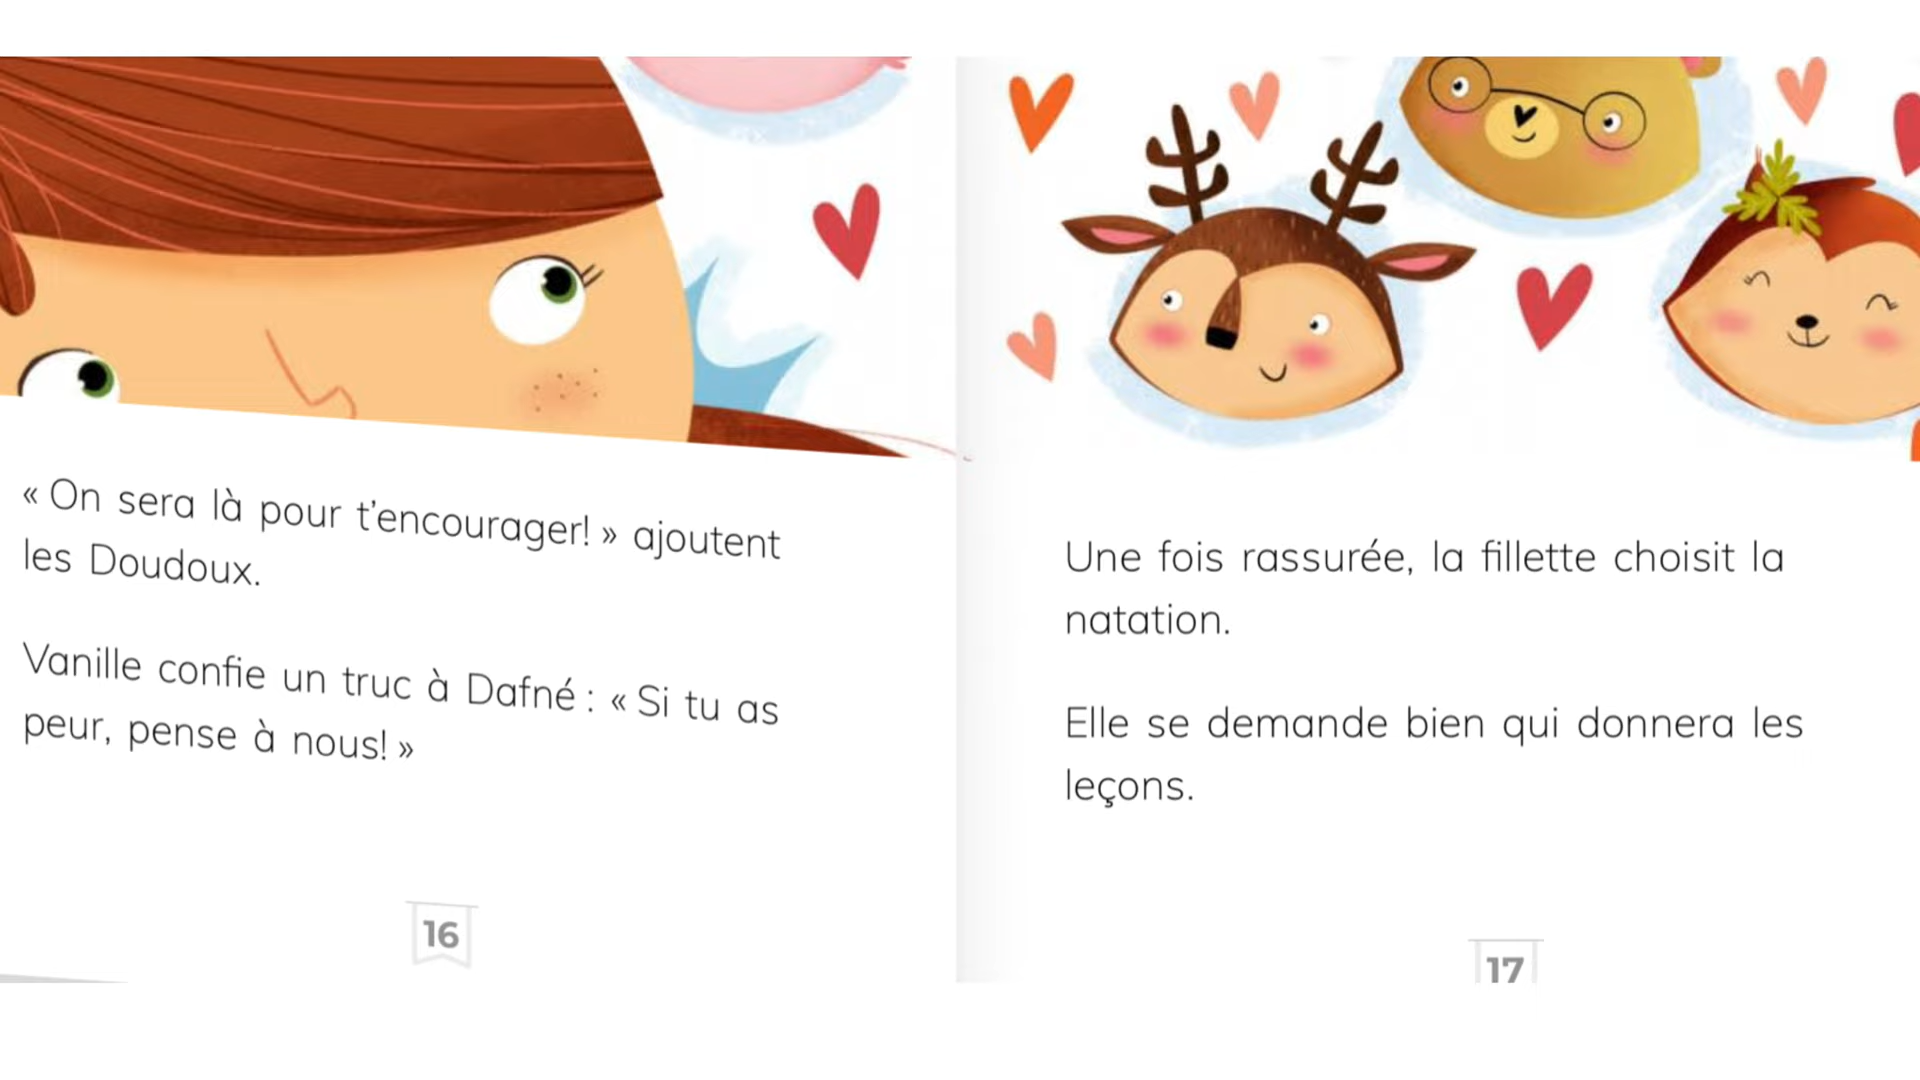 « On sera là pour t’encourager! » ajoutent
les Doudoux.
Vanille confie un truc à Dafné : « Si tu as
peur, pense à nous! »
16
Une fois rassurée, la fillette choisit la
natation.
Elle se demande bien qui donnera les
leçons.
17